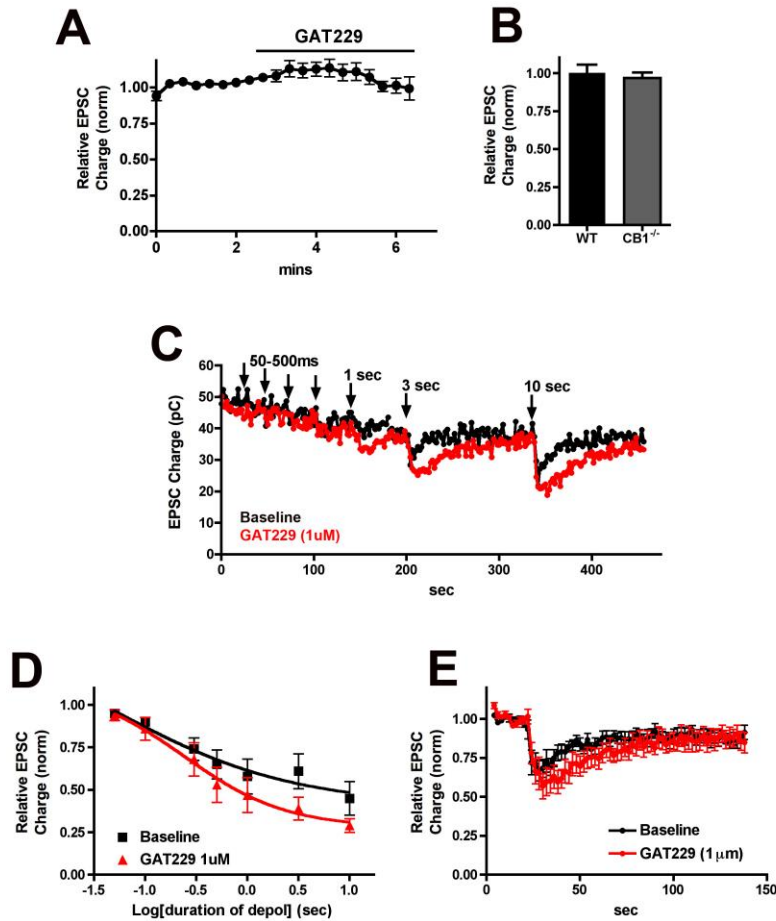 A
GAT229
Relative EPSC
Charge (norm)
1.00
0.75
0.50
0.25
0.00
0
2
4
6
mins
B
Relative EPSC
Charge (norm)
1.00
0.75
0.50
0.25
0.00
WT
CB1-/-
C
50-500ms
1 sec
3 sec
10 sec
EPSC Charge (pC)
60
50
40
30
20
10
0
Baseline
GAT229 (1uM)
0
100
200
300
400
sec
D
Relative EPSC
Charge (norm)
1.00
0.75
0.50
0.25
0.00
Baseline
GAT229 1uM
-1.5
-1.0
-0.5
-0.0
0.5
1.0
Log[duration of depol] (sec)
E
Relative EPSC
Charge (norm)
1.00
0.75
0.50
0.25
0.00
Baseline
GAT229 (1μm)
0
50
100
150
sec